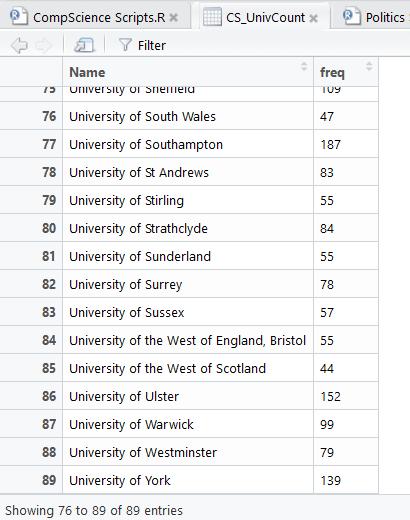 CompScience Scripts.R CS_UnivCount Politics
Filter
Name freq
75 University of Sheffield 109
76 University of South Wales 47
77 University of Southampton 187
78 University of St Andrews 83
79 University of Stirling 55
80 University of Strathclyde 84
81 University of Sunderland 55
82 University of Surrey 78
83 University of Sussex 57
84 University of the West of England, Bristol 55
85 University of the West of Scotland 44
86 University of Ulster 152
87 University of Warwick 99
88 University of Westminster 79
89 University of York 139
Showing 76 to 89 of 89 entries